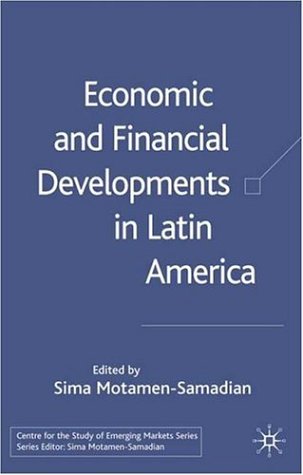 Economic
and Financial
Developments
in Latin
America
Edited by
Sima Motamen-Samadian
Centre for the Study of Emerging Markets Series
Series Editor: Sima Motamen-Samadian